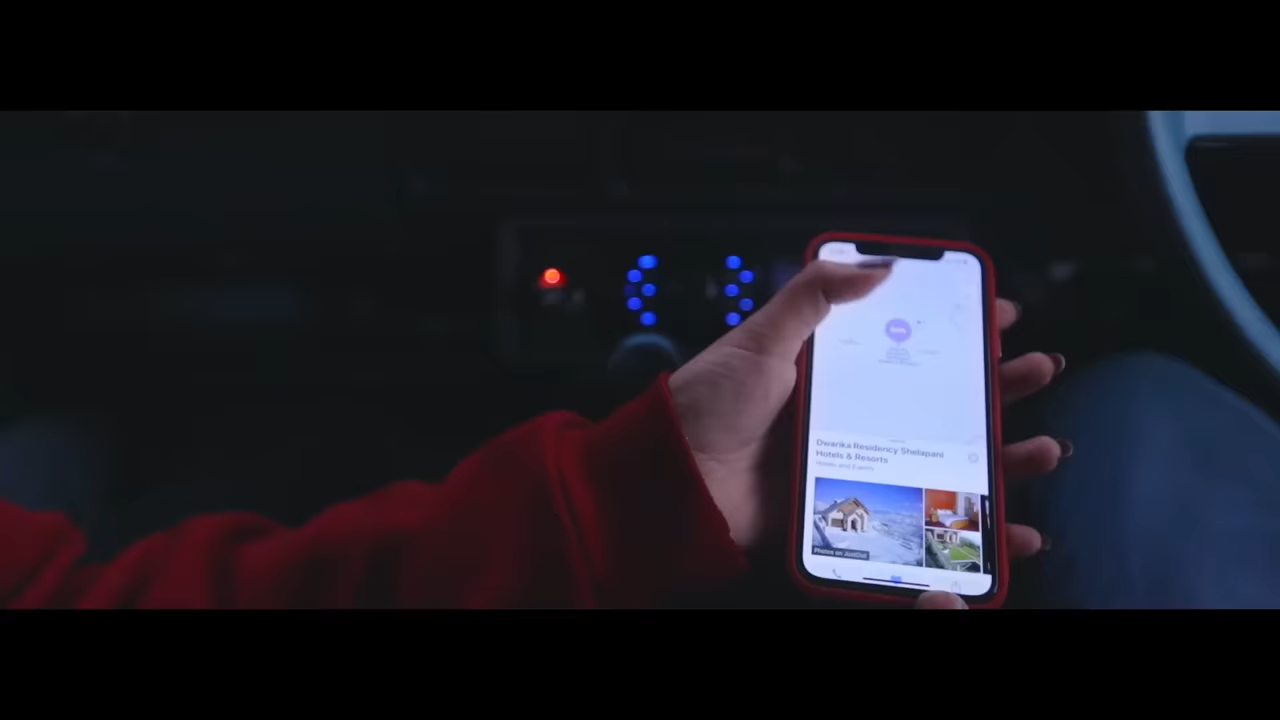 Dwarika Residency Shelapani
Hotels & Resorts
Hotels and Events
Photos on JustDial